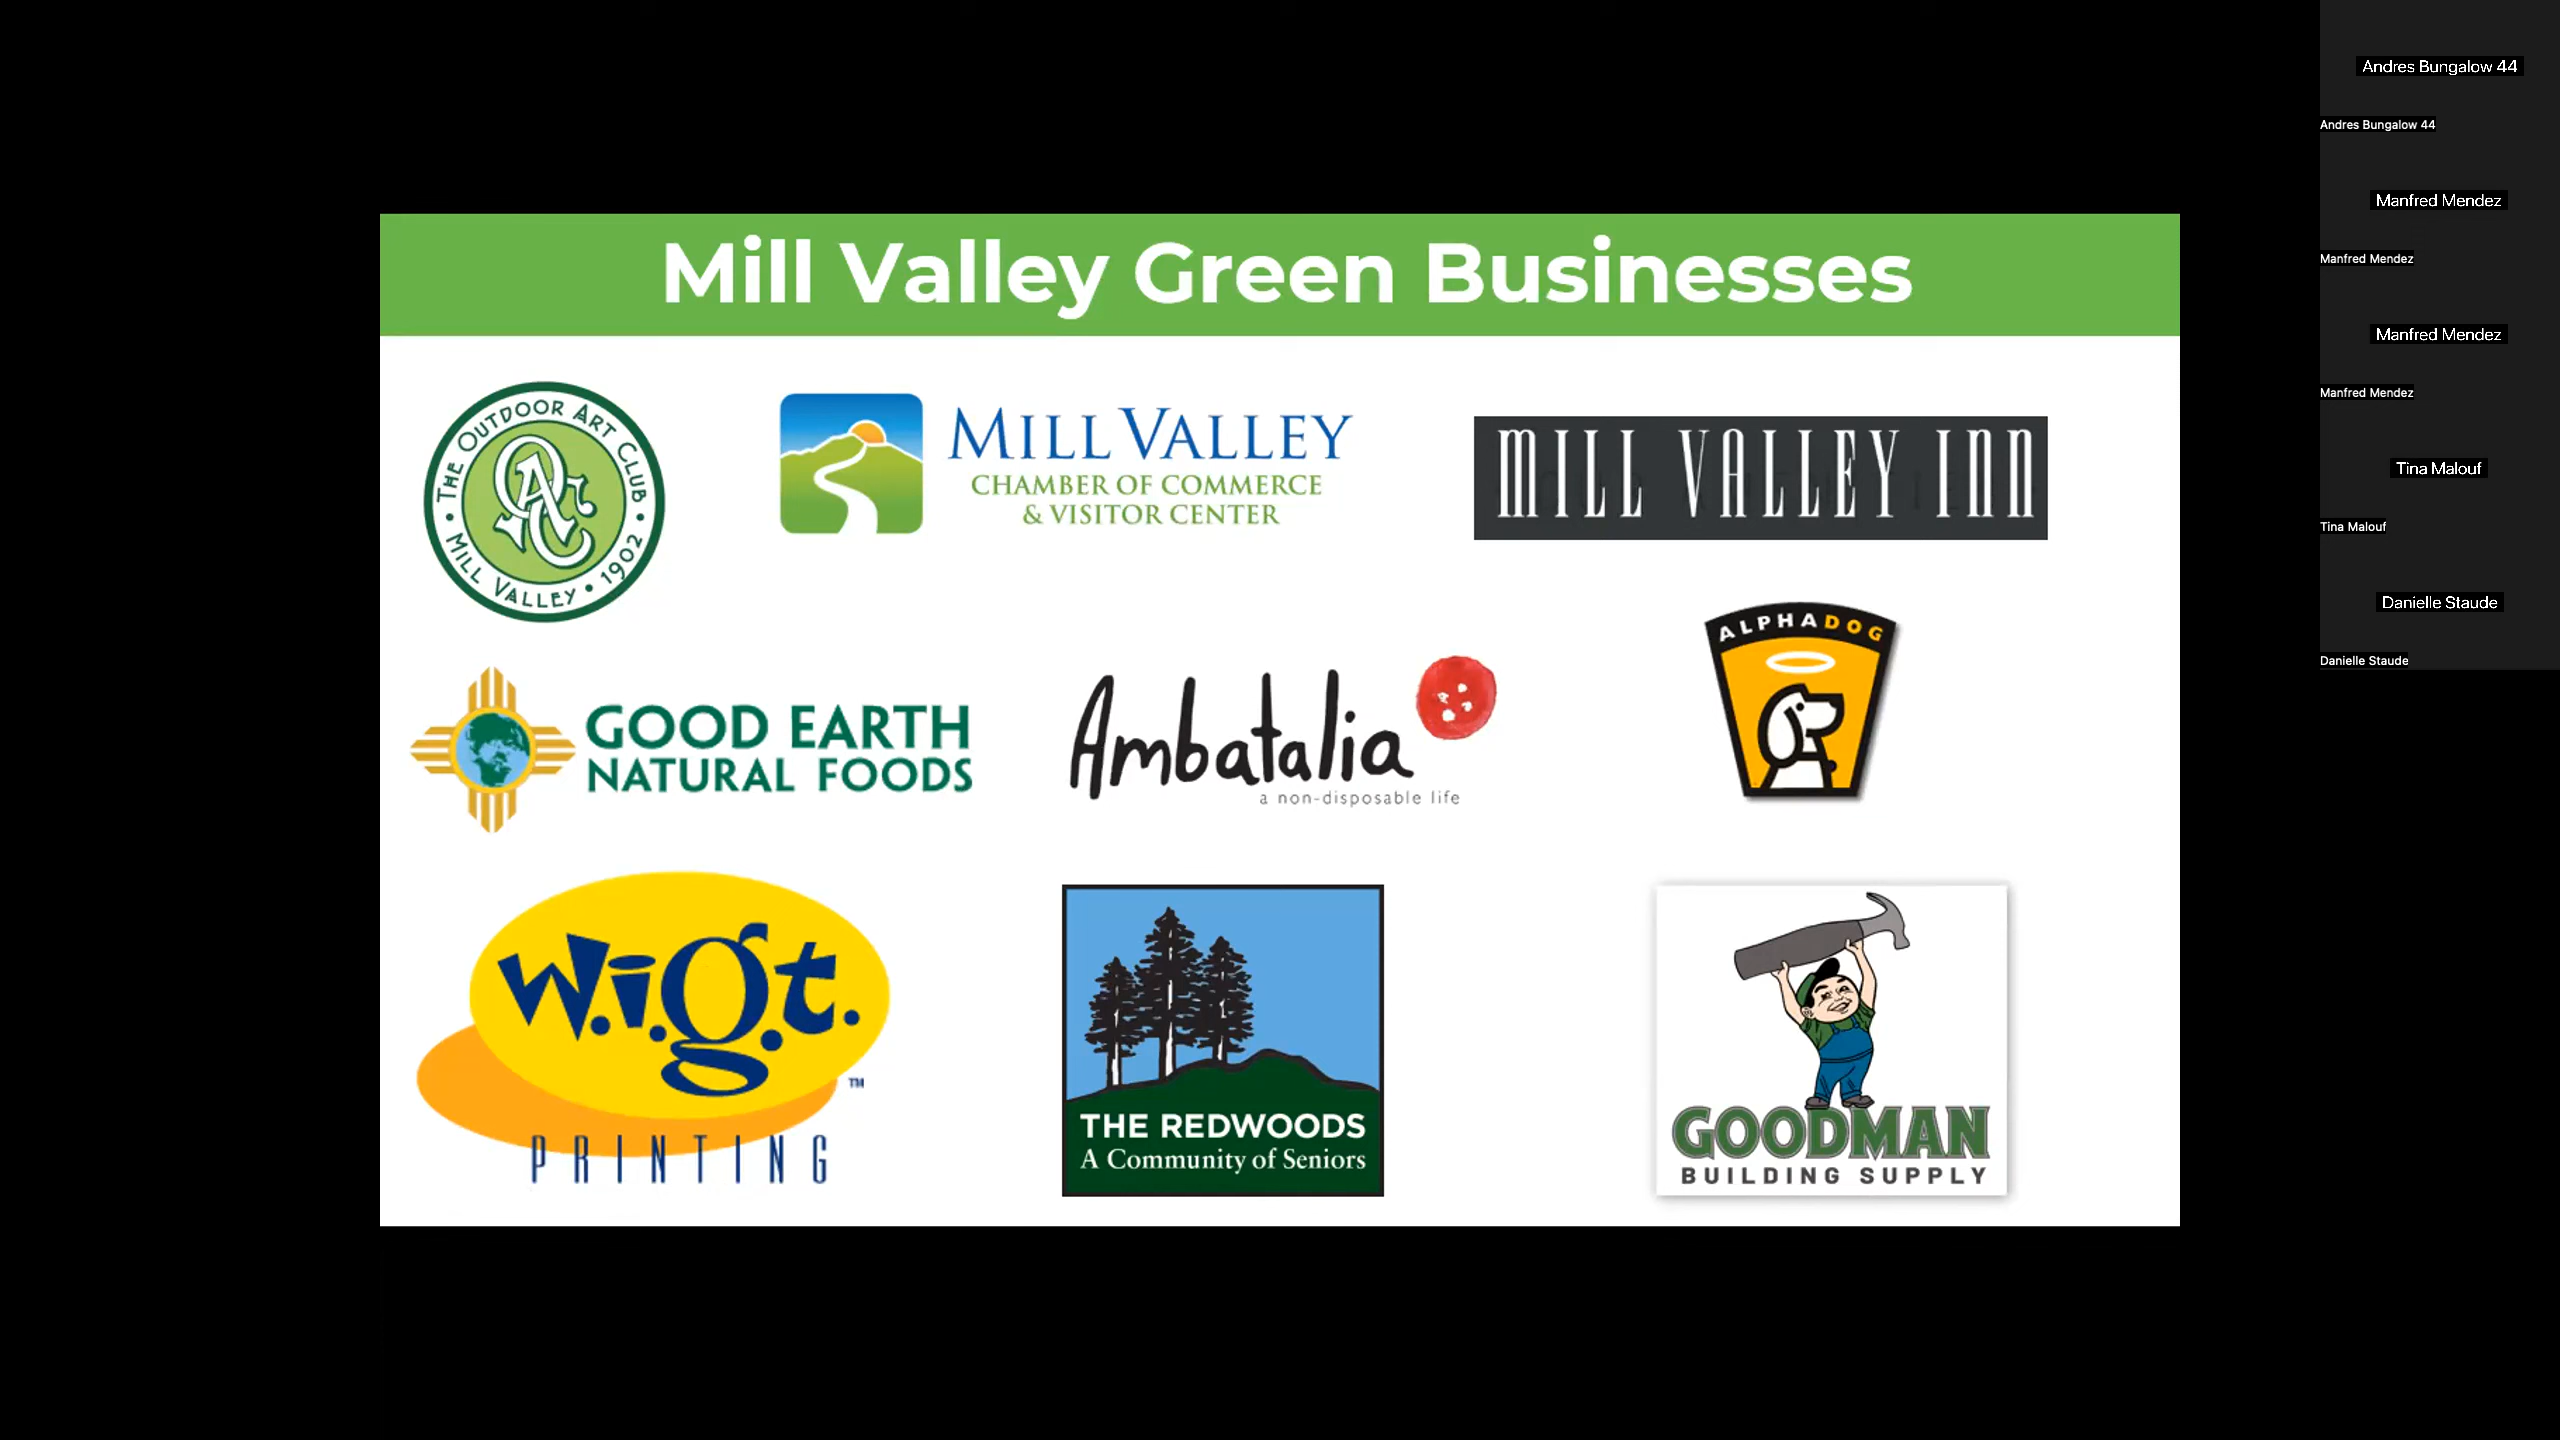 Mill Valley Green Businesses
THE OUTDOOR ART CLUB
OAC
• MILL VALLEY • 1902 •
MILL VALLEY
CHAMBER OF COMMERCE
& VISITOR CENTER
MILL VALLEY INN
GOOD EARTH
NATURAL FOODS
Ambatalia
a non-disposable life
ALPHADOG
w.i.g.t.
TM
PRINTING
THE REDWOODS
A Community of Seniors
GOODMAN
BUILDING SUPPLY
Andres Bungalow 44
Andres Bungalow 44
Manfred Mendez
Manfred Mendez
Manfred Mendez
Manfred Mendez
Tina Malouf
Tina Malouf
Danielle Staude
Danielle Staude